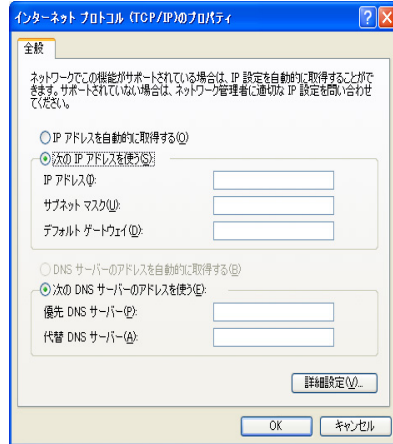 インターネット プロトコル (TCP/IP)のプロパティ
全般
ネットワークでこの機能がサポートされている場合は、IP 設定を自動的に取得することがで
きます。サポートされていない場合は、ネットワーク管理者に適切な IP 設定を問い合わせ
てください。
IP アドレスを自動的に取得する(O)
次の IP アドレスを使う(S):
IP アドレス(I):
サブネット マスク(U):
デフォルト ゲートウェイ(D):
DNS サーバーのアドレスを自動的に取得する(B)
次の DNS サーバーのアドレスを使う(E):
優先 DNS サーバー(P):
代替 DNS サーバー(A):
詳細設定(V)...
OK
キャンセル